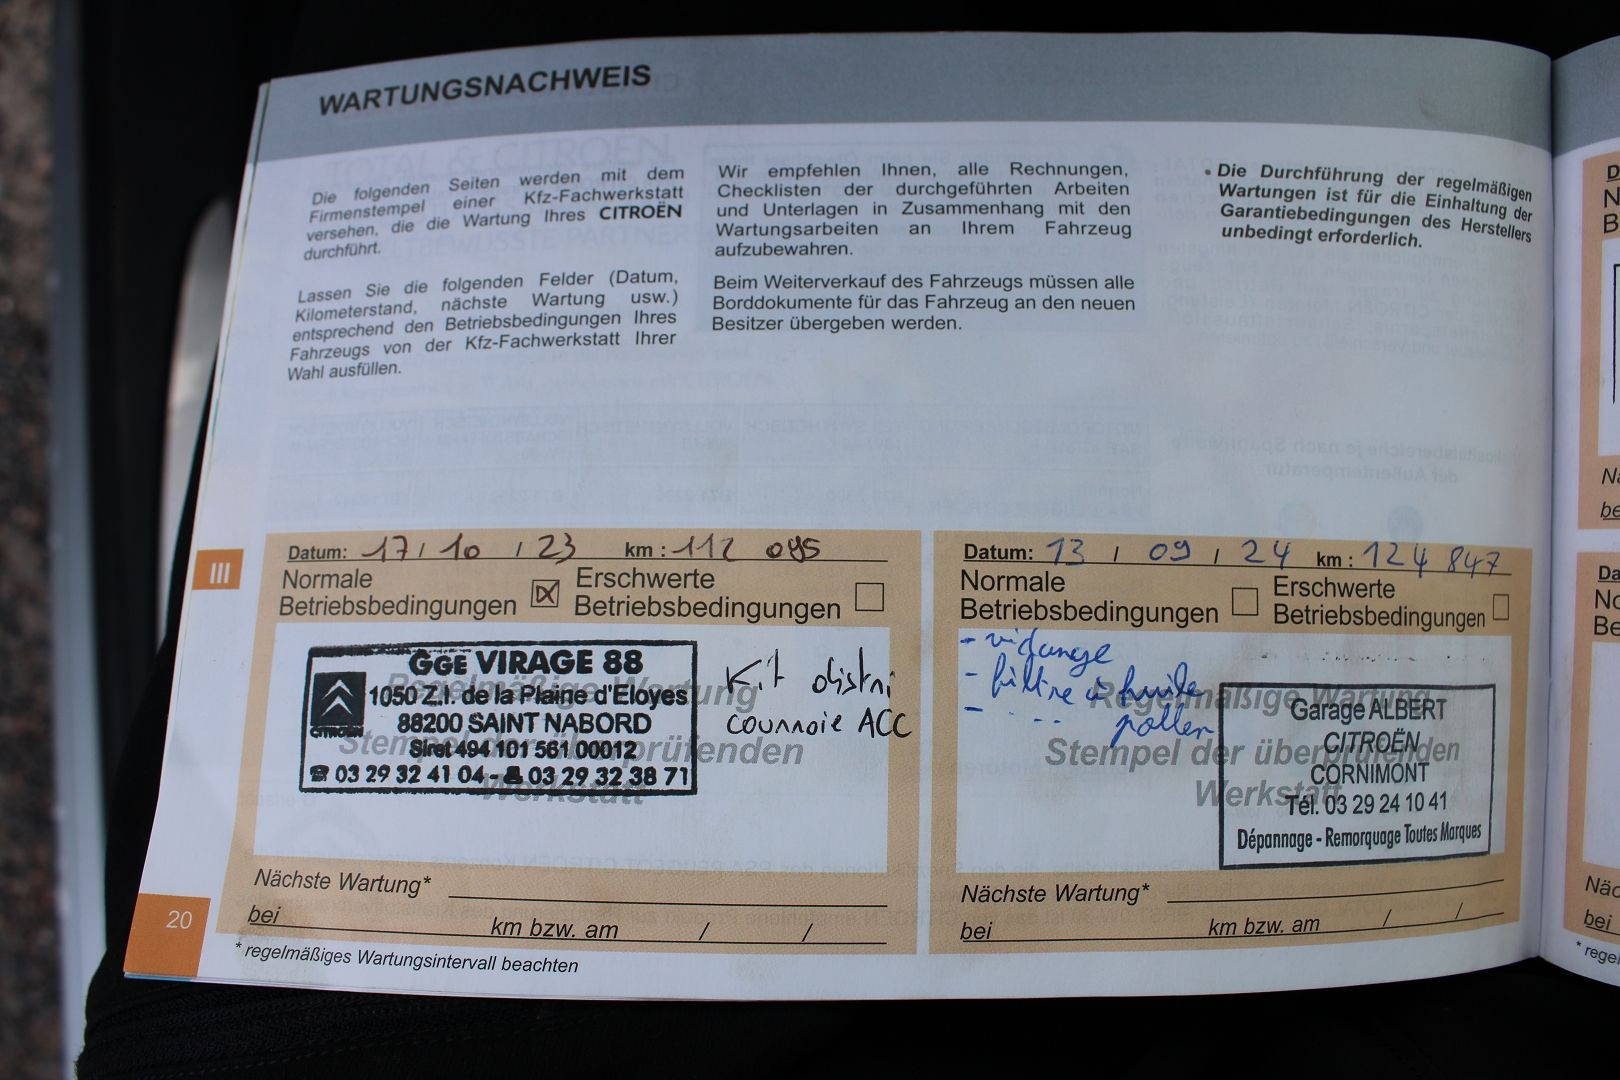 WARTUNGSNACHWEIS
Die folgenden Seiten werden mit dem
Firmenstempel einer Kfz-Fachwerkstatt
versehen, die die Wartung Ihres CITROËN
durchführt.
Lassen Sie die folgenden Felder (Datum,
Kilometerstand, nächste Wartung usw.)
entsprechend den Betriebsbedingungen Ihres
Fahrzeugs von der Kfz-Fachwerkstatt Ihrer
Wahl ausfüllen.
Wir empfehlen Ihnen, alle Rechnungen,
Checklisten der durchgeführten Arbeiten
und Unterlagen in Zusammenhang mit den
Wartungsarbeiten an Ihrem Fahrzeug
aufzubewahren.
Beim Weiterverkauf des Fahrzeugs müssen alle
Borddokumente für das Fahrzeug an den neuen
Besitzer übergeben werden.
• Die Durchführung der regelmäßigen
Wartungen ist für die Einhaltung der
Garantiebedingungen des Herstellers
unbedingt erforderlich.
III
Datum: 17 / 10 / 23 km : 112 095
Normale
Betriebsbedingungen
Erschwerte
Betriebsbedingungen
Regelmäßige Wartung
Stempel der überprüfenden
Werkstatt
GGE VIRAGE 88
1050 Z.I. de la Plaine d'Eloyes
88200 SAINT NABORD
Siret 494 101 561 00012
03 29 32 41 04 - 03 29 32 38 71
CITROËN
Kit distri
courroie ACC
Nächste Wartung*
bei km bzw. am / /
Datum: 13 / 09 / 24 km : 124 847
Normale
Betriebsbedingungen
Erschwerte
Betriebsbedingungen
- vidange
- filtre à huile
- pollen
Regelmäßige Wartung
Stempel der überprüfenden
Werkstatt
Garage ALBERT
CITROËN
CORNIMONT
Tél. 03 29 24 10 41
Dépannage - Remorquage Toutes Marques
Nächste Wartung*
bei km bzw. am / /
20
* regelmäßiges Wartungsintervall beachten